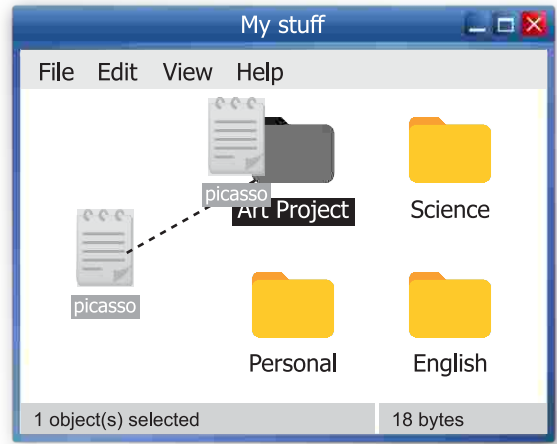 My stuff
File Edit View Help
picasso
Art Project
Science
picasso
Personal
English
1 object(s) selected
18 bytes